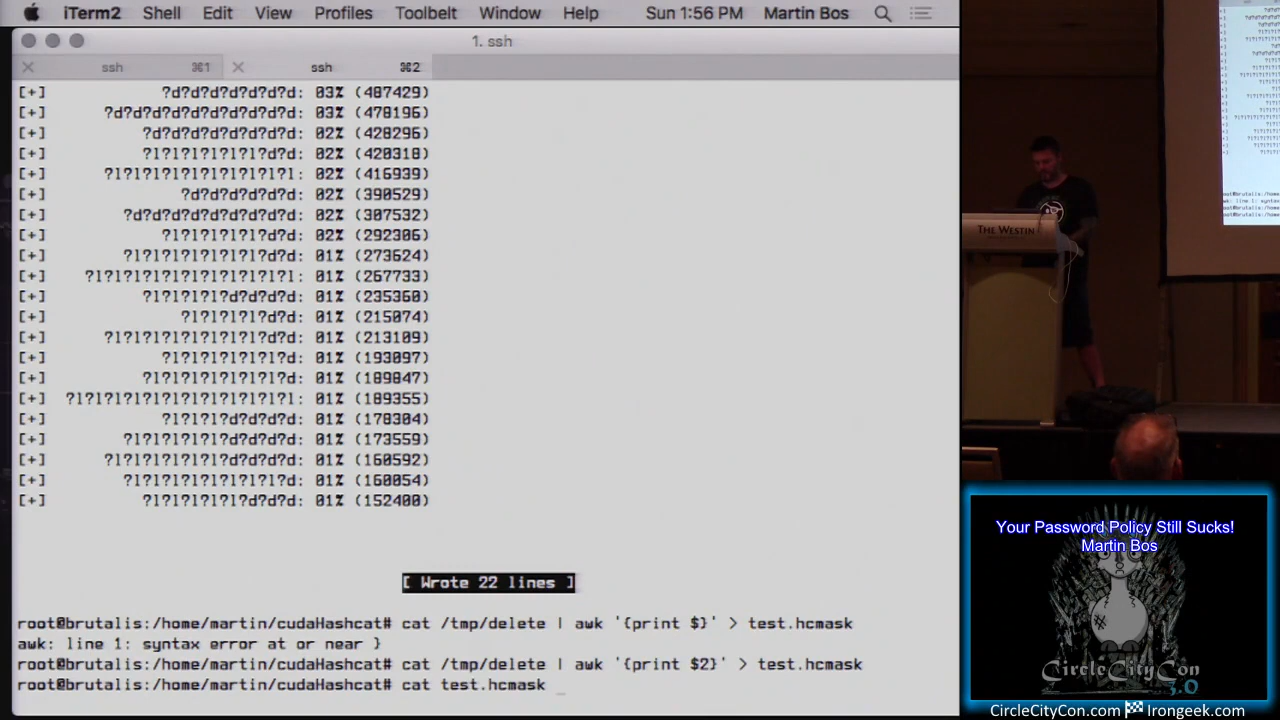 iTerm2 Shell Edit View Profiles Toolbelt Window Help Sun 1:56 PM Martin Bos
1. ssh
ssh ⌘1 ssh ⌘2
[+] ?d?d?d?d?d?d?d: 03% (487429)
[+] ?d?d?d?d?d?d?d?d?d?d: 03% (478196)
[+] ?d?d?d?d?d?d?d?d: 02% (428296)
[+] ?l?l?l?l?l?l?d?d: 02% (420318)
[+] ?l?l?l?l?l?l?l?l?l?l: 02% (416939)
[+] ?d?d?d?d?d?d: 02% (390529)
[+] ?d?d?d?d?d?d?d?d?d: 02% (307532)
[+] ?l?l?l?l?l?d?d: 02% (292306)
[+] ?l?l?l?l?l?l?l?d?d: 01% (273624)
[+] ?l?l?l?l?l?l?l?l?l?l?l: 01% (267733)
[+] ?l?l?l?l?d?d?d?d: 01% (235360)
[+] ?l?l?l?l?d?d: 01% (215074)
[+] ?l?l?l?l?l?l?l?l?d?d: 01% (213109)
[+] ?l?l?l?l?l?l?d: 01% (193097)
[+] ?l?l?l?l?l?l?l?d: 01% (189847)
[+] ?l?l?l?l?l?l?l?l?l?l?l?l: 01% (189355)
[+] ?l?l?l?d?d?d?d: 01% (178304)
[+] ?l?l?l?l?l?d?d?d?d: 01% (173559)
[+] ?l?l?l?l?l?l?d?d?d?d: 01% (160592)
[+] ?l?l?l?l?l?l?l?l?d: 01% (160054)
[+] ?l?l?l?l?l?d?d?d: 01% (152400)
[ Wrote 22 lines ]
root@brutalis:/home/martin/cudaHashcat# cat /tmp/delete | awk '{print $}' > test.hcmask
awk: line 1: syntax error at or near }
root@brutalis:/home/martin/cudaHashcat# cat /tmp/delete | awk '{print $2}' > test.hcmask
root@brutalis:/home/martin/cudaHashcat# cat test.hcmask _
THE WESTIN
Your Password Policy Still Sucks!
Martin Bos
CircleCityCon
3.0
CircleCityCon.com Irongeek.com